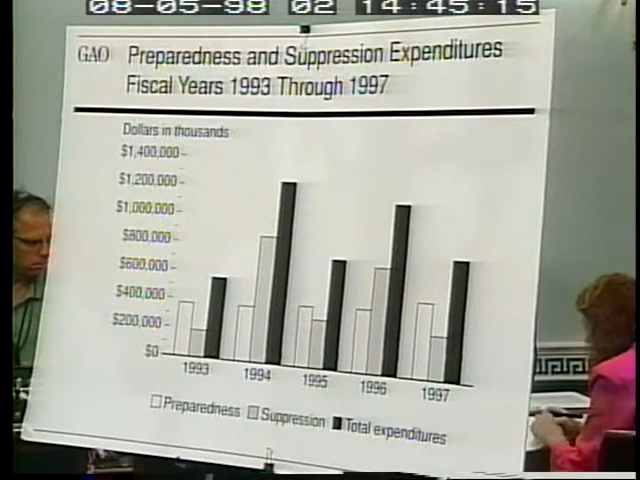 08-05-98 02 14:45:15
GAO Preparedness and Suppression Expenditures
Fiscal Years 1993 Through 1997
Dollars in thousands
$1,400,000
$1,200,000
$1,000,000
$800,000
$600,000
$400,000
$200,000
$0
1993 1994 1995 1996 1997
Preparedness Suppression Total expenditures